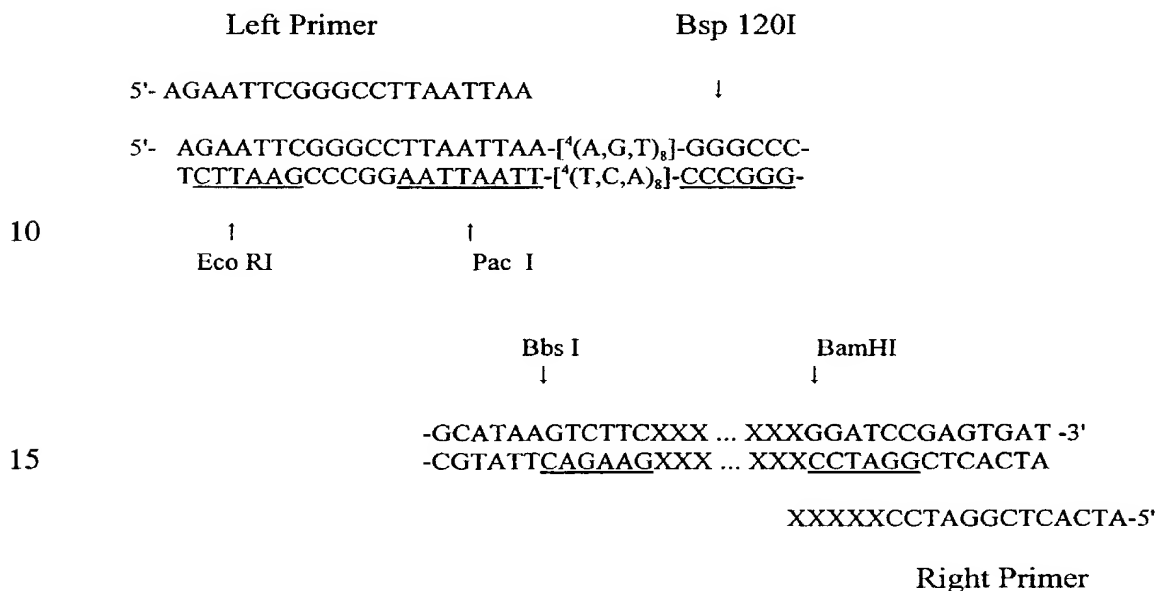 Left Primer Bsp 120I
5'- AGAATTCGGGCCTTAATTAA ↓
5'- AGAATTCGGGCCTTAATTAA-[⁴(A,G,T)₈]-GGGCCC-
TCTTAAGCCCGGAATTAATT-[⁴(T,C,A)₈]-CCCGGG-
10 ↑ ↑
Eco RI Pac I
Bbs I BamHI
↓ ↓
-GCATAAGTCTTCXXX ... XXXGGATCCGAGTGAT -3'
15 -CGTATTCAGAAGXXX ... XXXCCTAGGCTCACTA
XXXXXCCTAGGCTCACTA-5'
Right Primer